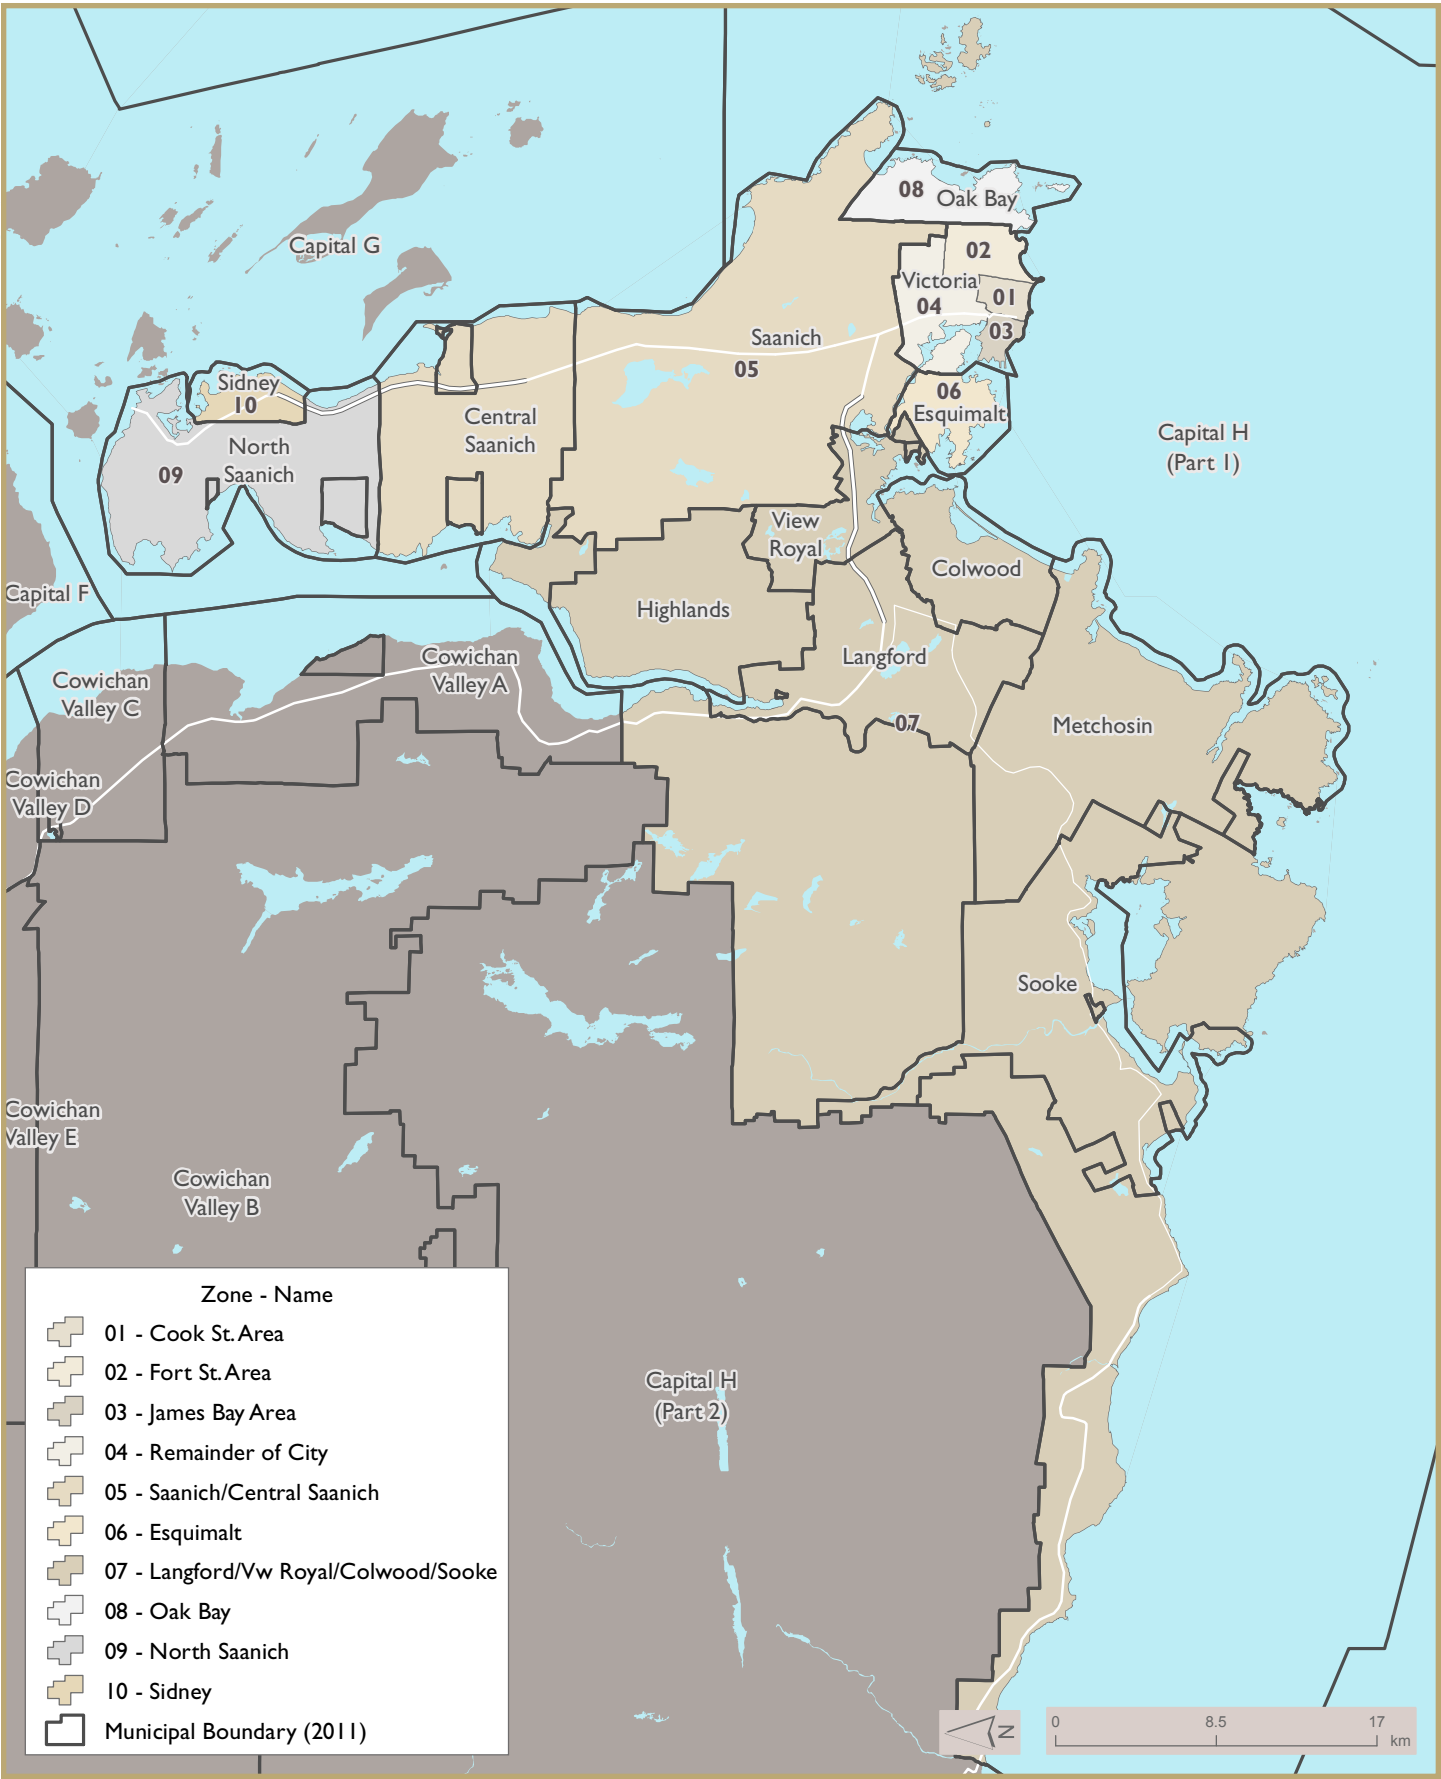 08
Oak Bay
02
Capital G
Victoria
01
04
03
Saanich
05
Sidney
10
06
Esquimalt
Central
Saanich
North
Saanich
09
Capital H
(Part 1)
View
Royal
Colwood
Capital F
Highlands
Langford
Cowichan
Valley A
Cowichan
Valley C
07
Metchosin
Cowichan
Valley D
Sooke
Cowichan
Valley E
Cowichan
Valley B
Capital H
(Part 2)
Zone - Name
01 - Cook St. Area
02 - Fort St. Area
03 - James Bay Area
04 - Remainder of City
05 - Saanich/Central Saanich
06 - Esquimalt
07 - Langford/Vw Royal/Colwood/Sooke
08 - Oak Bay
09 - North Saanich
10 - Sidney
Municipal Boundary (2011)
N
0 8.5 17
km